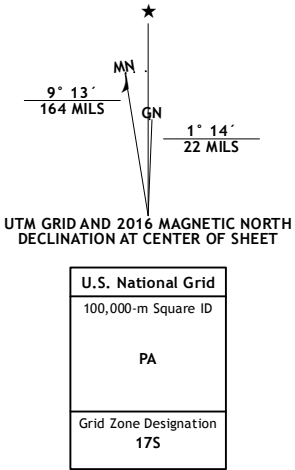 MN
9° 13´
164 MILS
GN
1° 14´
22 MILS
UTM GRID AND 2016 MAGNETIC NORTH
DECLINATION AT CENTER OF SHEET
U.S. National Grid
100,000-m Square ID
PA
Grid Zone Designation
17S